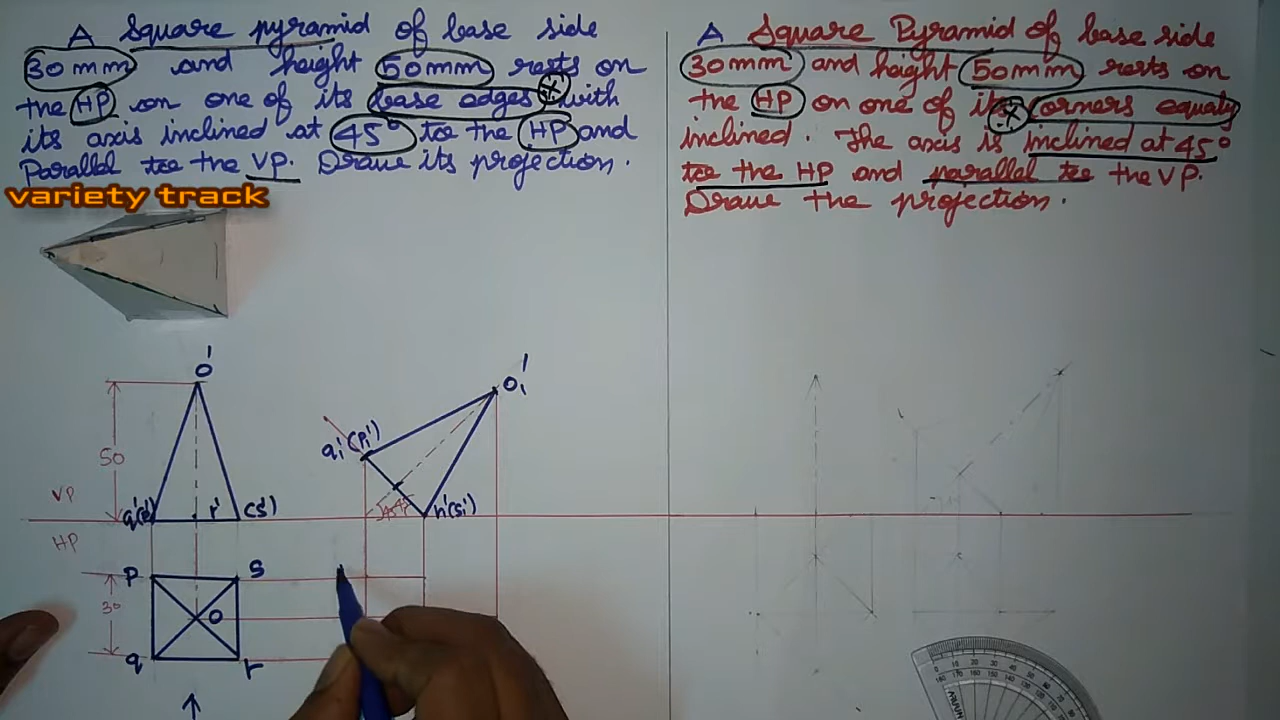 A Square pyramid of base side
30mm and height 50mm rests on
the HP on one of its base edges with
its axis inclined at 45° to the HP and
Parallel to the VP. Draw its projection.
variety track
A Square Pyramid of base side
30mm and height 50mm rests on
the HP on one of its corners equaly
inclined. The axis is inclined at 45°
to the HP and parallel to the VP.
Draw the projection.
o'
o₁'
q₁'(p₁')
50
VP
q'(p')
r'
(s')
45°
r₁'(s₁')
HP
p
s
30
o
q
r